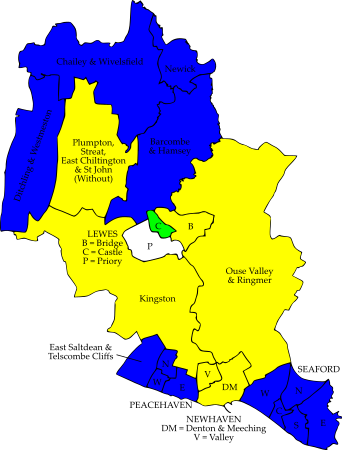 Chailey & Wivelsfield
Newick
Ditchling & Westmeston
Plumpton,
Streat,
East Chiltington
& St John
(Without)
Barcombe
& Hamsey
LEWES
B = Bridge
C = Castle
P = Priory
C
B
P
Ouse Valley
& Ringmer
Kingston
East Saltdean &
Telscombe Cliffs
W
E
V
DM
PEACEHAVEN
SEAFORD
W
N
S
E
NEWHAVEN
DM = Denton & Meeching
V = Valley